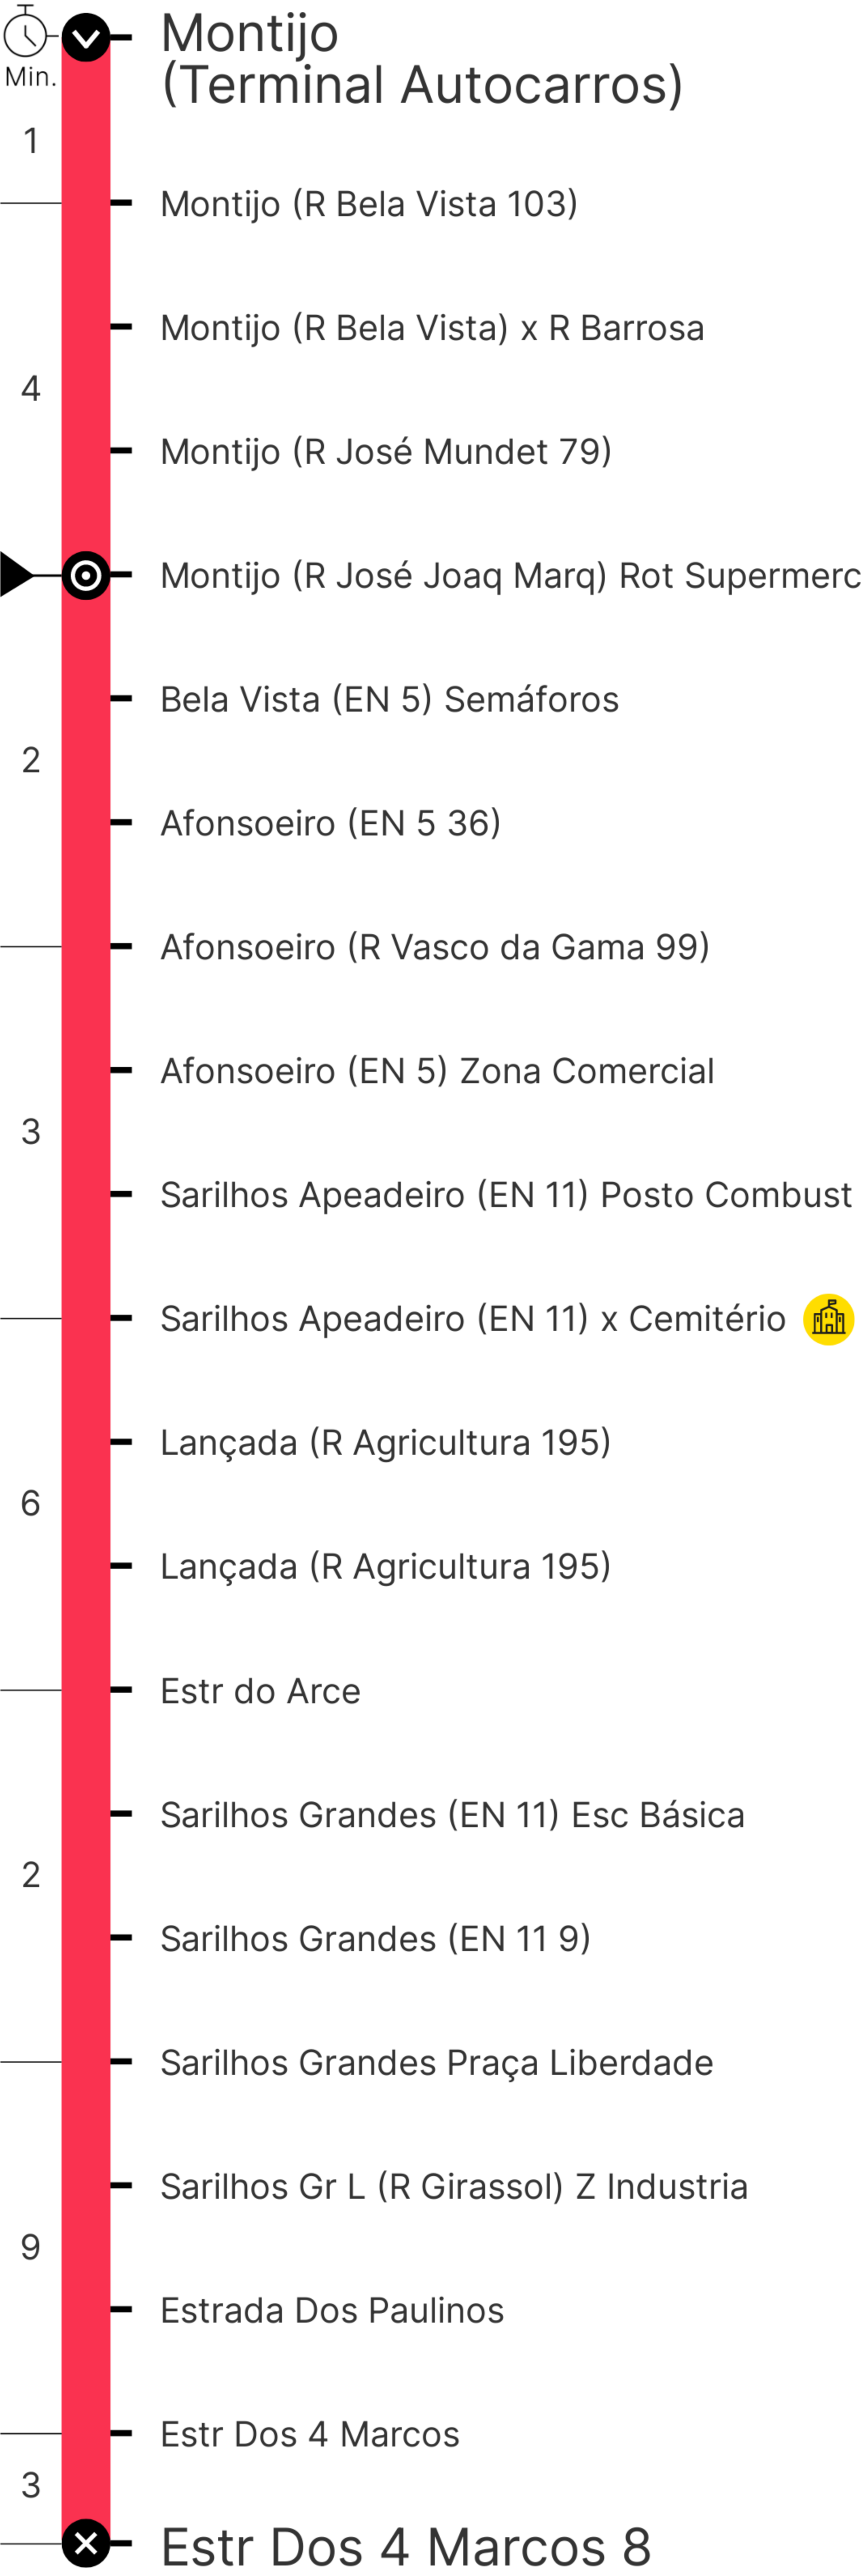 Montijo
(Terminal Autocarros)
Min.
1
Montijo (R Bela Vista 103)
Montijo (R Bela Vista) x R Barrosa
4
Montijo (R José Mundet 79)
Montijo (R José Joaq Marq) Rot Supermerc
Bela Vista (EN 5) Semáforos
2
Afonsoeiro (EN 5 36)
Afonsoeiro (R Vasco da Gama 99)
Afonsoeiro (EN 5) Zona Comercial
3
Sarilhos Apeadeiro (EN 11) Posto Combust
Sarilhos Apeadeiro (EN 11) x Cemitério
Lançada (R Agricultura 195)
6
Lançada (R Agricultura 195)
Estr do Arce
Sarilhos Grandes (EN 11) Esc Básica
2
Sarilhos Grandes (EN 11 9)
Sarilhos Grandes Praça Liberdade
Sarilhos Gr L (R Girassol) Z Industria
9
Estrada Dos Paulinos
Estr Dos 4 Marcos
3
Estr Dos 4 Marcos 8